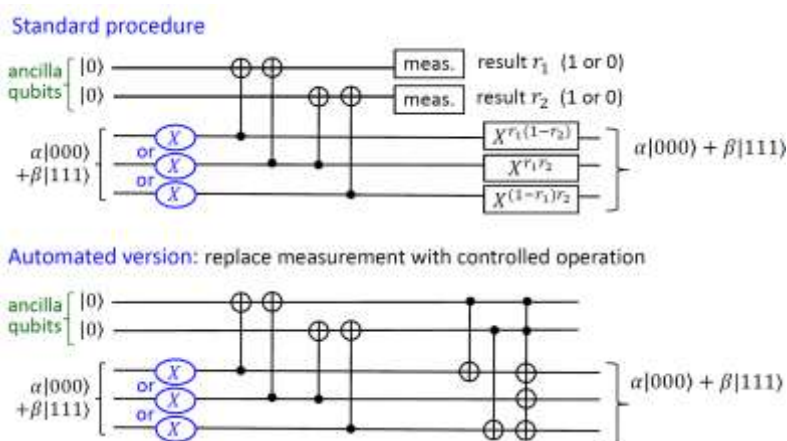 Standard procedure
ancilla qubits |0⟩ meas. result r₁ (1 or 0)
|0⟩ meas. result r₂ (1 or 0)
X X^{r₁(1−r₂)}
α|000⟩ +β|111⟩ or X X^{r₁r₂} α|000⟩ + β|111⟩
or X X^{(1−r₁)r₂}
Automated version: replace measurement with controlled operation
ancilla qubits |0⟩
|0⟩
X
α|000⟩ +β|111⟩ or X α|000⟩ + β|111⟩
or X